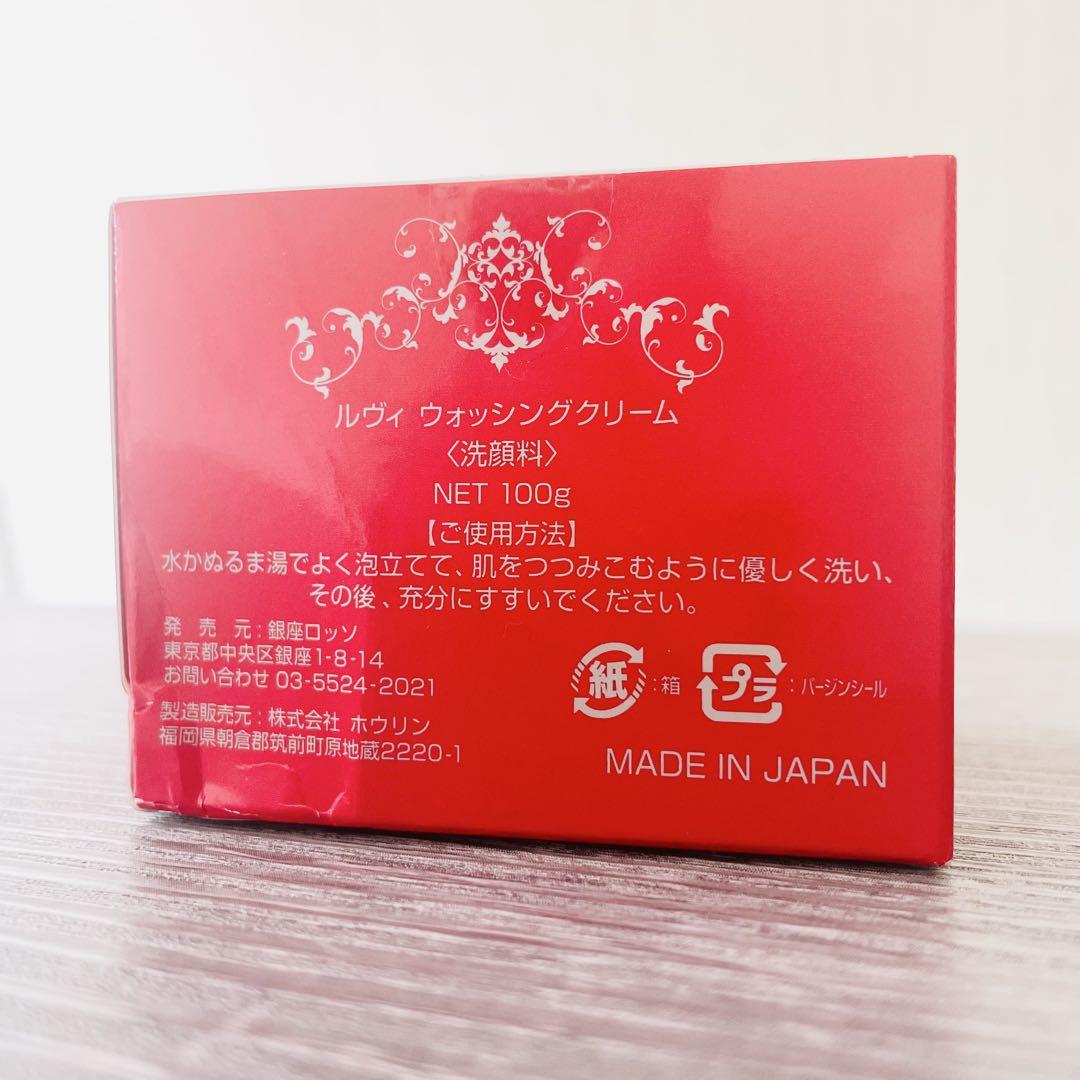 ルヴィ ウォッシングクリーム
〈洗顔料〉
NET 100g
【ご使用方法】
水かぬるま湯でよく泡立てて、肌をつつみこむように優しく洗い、
その後、充分にすすいでください。
発売元:銀座ロッソ
東京都中央区銀座1-8-14
お問い合わせ 03-5524-2021
製造販売元:株式会社 ホウリン
福岡県朝倉郡筑前町原地蔵2220-1
紙:箱 プラ:バージンシール
MADE IN JAPAN